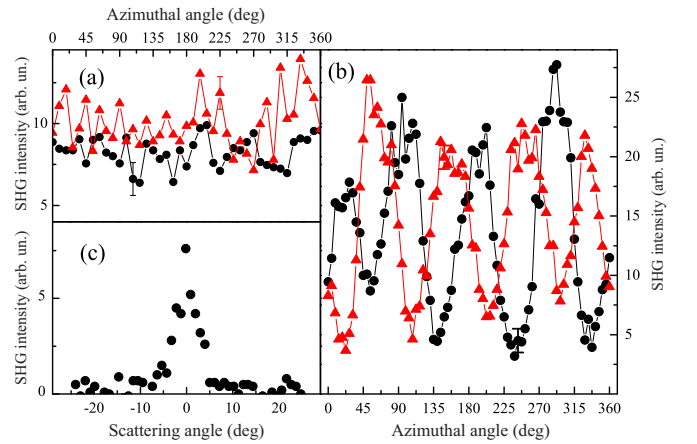 Azimuthal angle (deg)
0 45 90 135 180 225 270 315 360
SHG intensity (arb. un.)
10
5
(a)
SHG intensity (arb. un.)
5
0
(c)
-20 -10 0 10 20
Scattering angle (deg)
(b)
25
20
15
10
5
SHG intensity (arb. un.)
0 45 90 135 180 225 270 315 360
Azimuthal angle (deg)